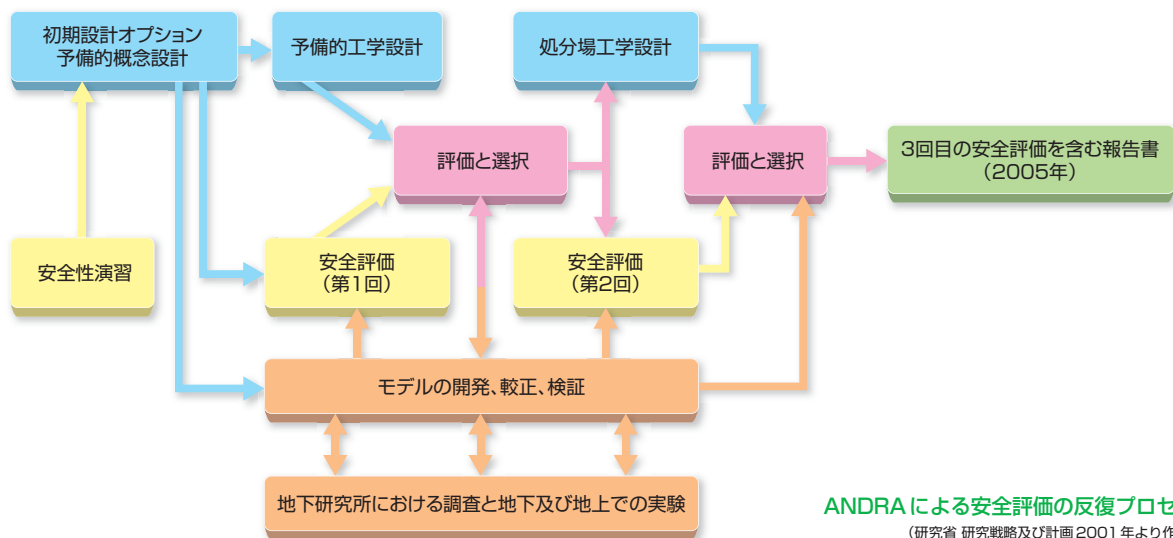 初期設計オプション
予備的概念設計
予備的工学設計
処分場工学設計
評価と選択
評価と選択
3回目の安全評価を含む報告書
（2005年）
安全性演習
安全評価
（第1回）
安全評価
（第2回）
モデルの開発、較正、検証
地下研究所における調査と地下及び地上での実験
ANDRAによる安全評価の反復プロセ
（研究省 研究戦略及び計画2001年より作